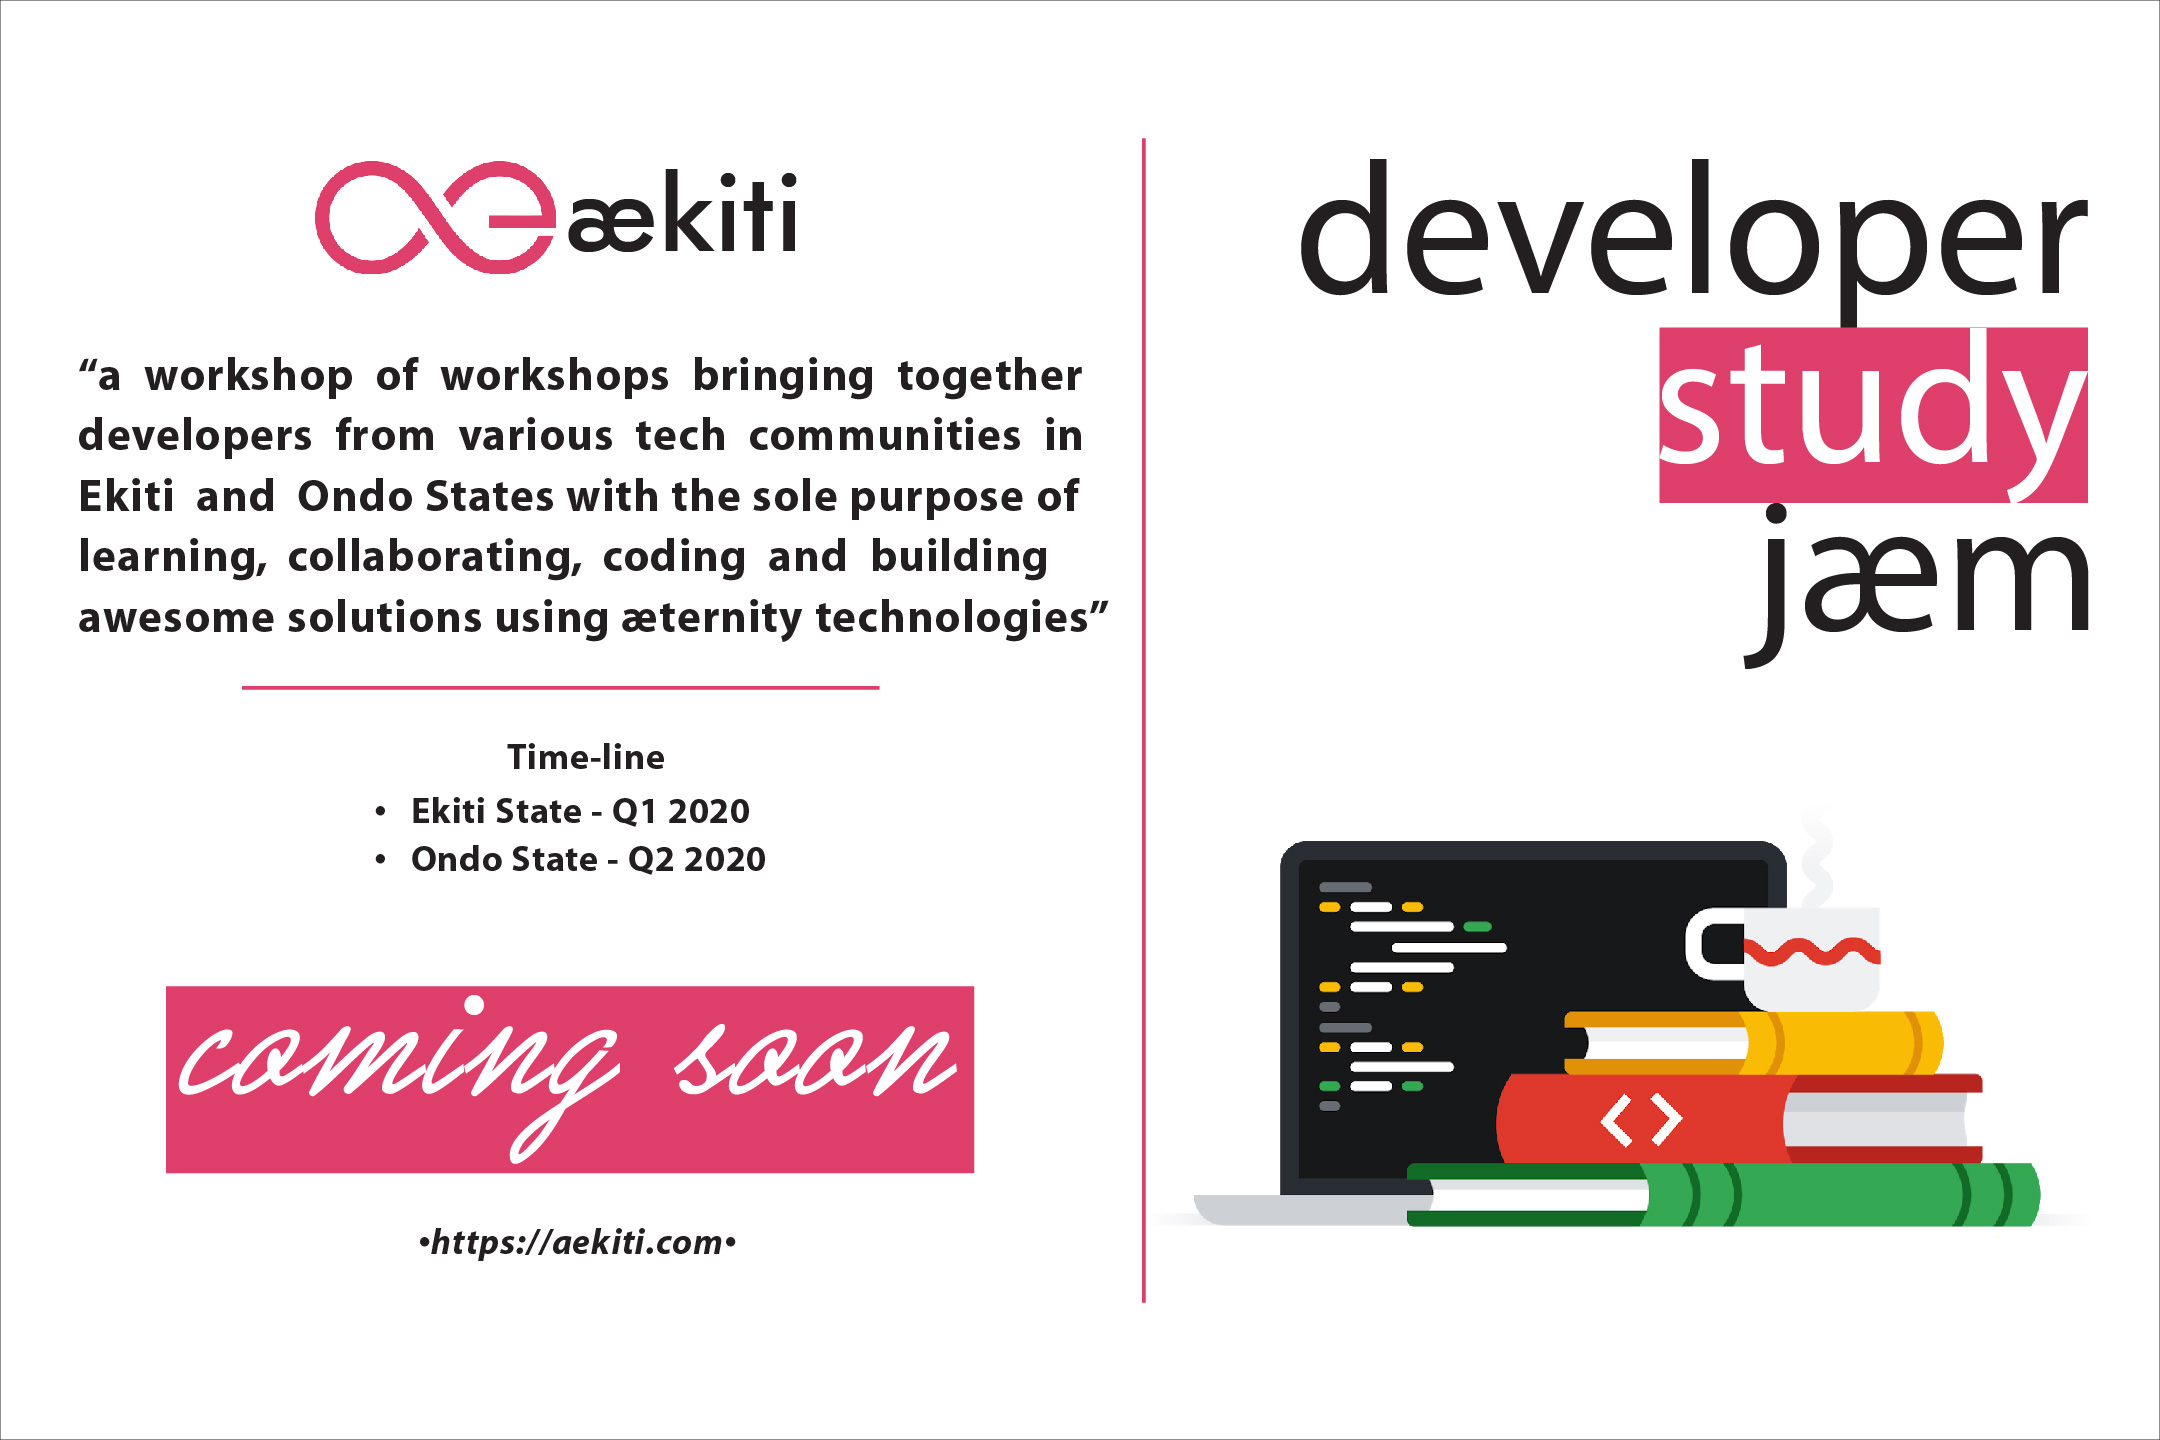 ækiti
“a workshop of workshops bringing together
developers from various tech communities in
Ekiti and Ondo States with the sole purpose of
learning, collaborating, coding and building
awesome solutions using æternity technologies”
Time-line
• Ekiti State - Q1 2020
• Ondo State - Q2 2020
coming soon
•https://aekiti.com•
developer
study
jæm